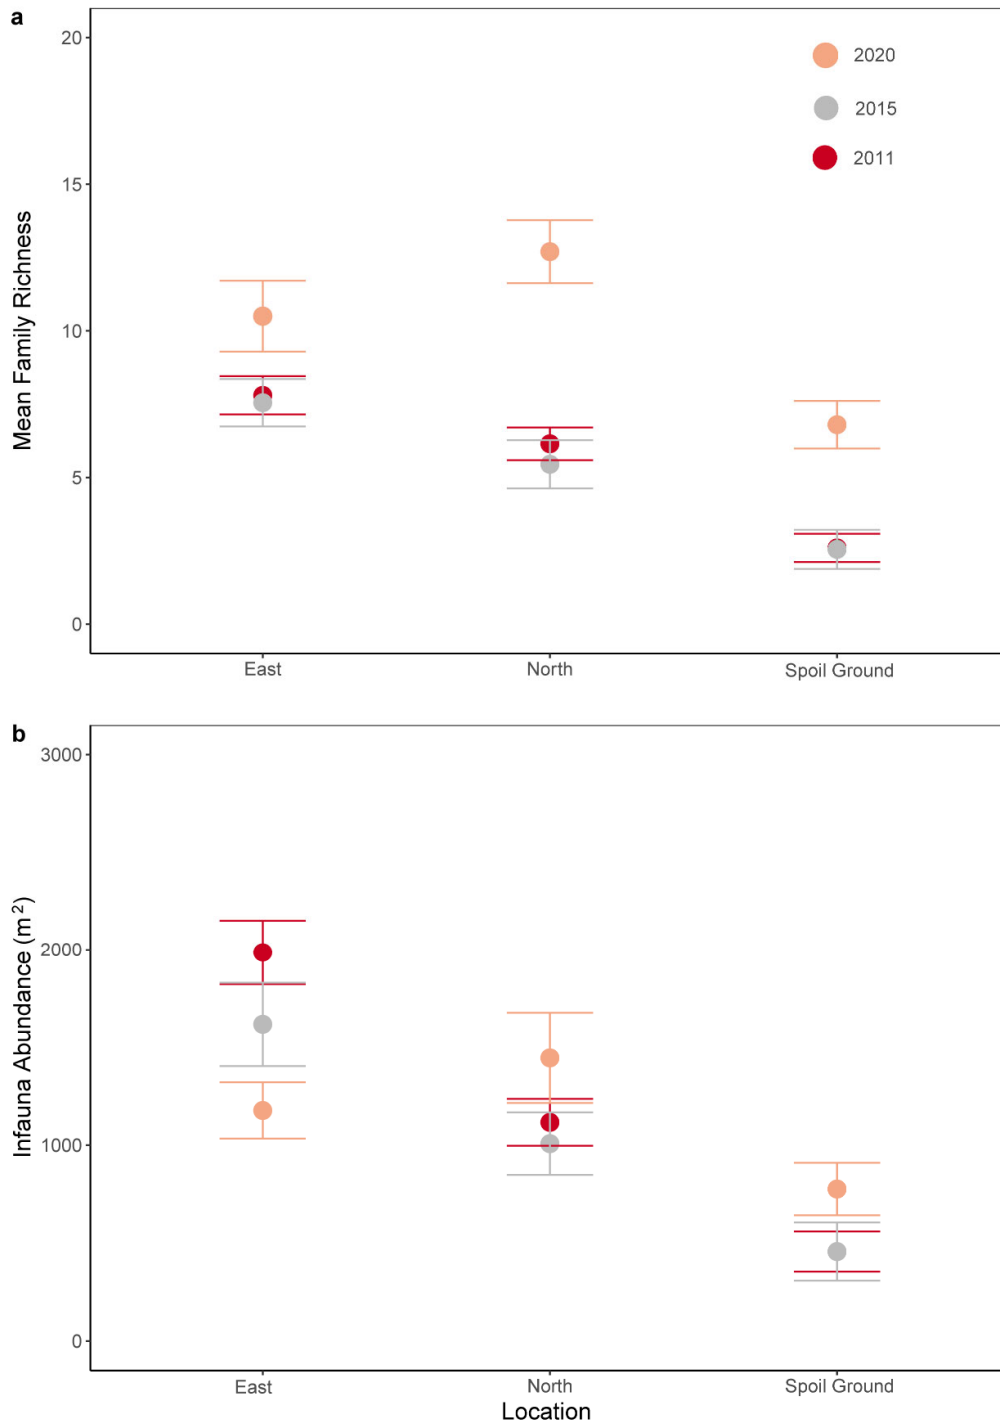 a
20
15
10
5
0
Mean Family Richness
2020
2015
2011
East
North
Spoil Ground
b
3000
2000
1000
0
Infauna Abundance (m²)
East
North
Spoil Ground
Location